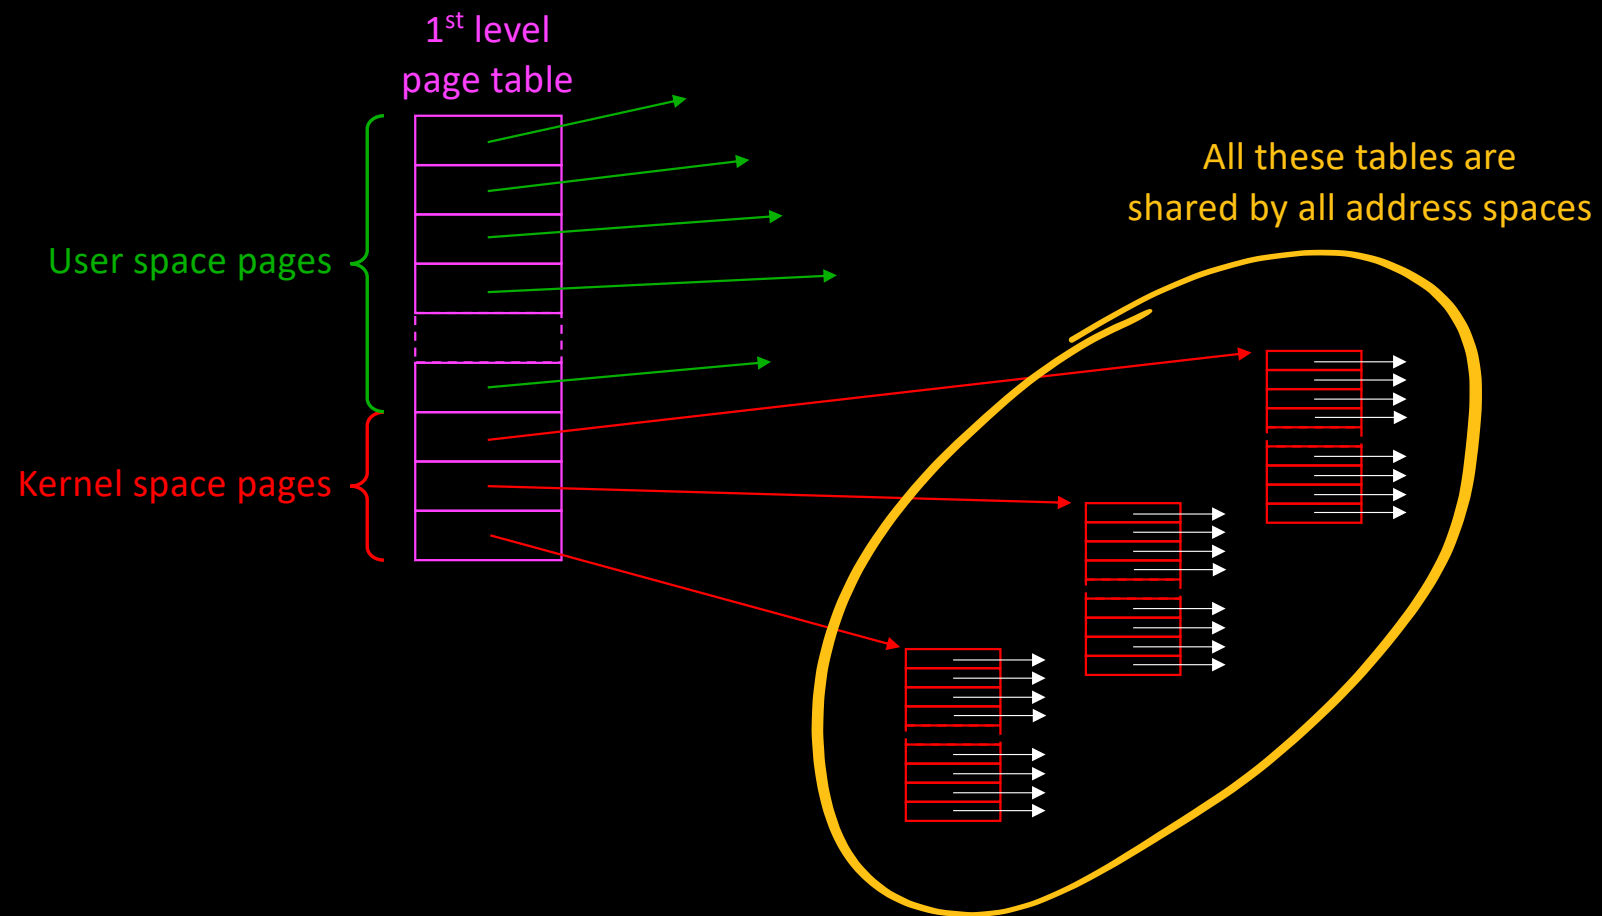 1st level
page table
All these tables are
shared by all address spaces
User space pages
Kernel space pages